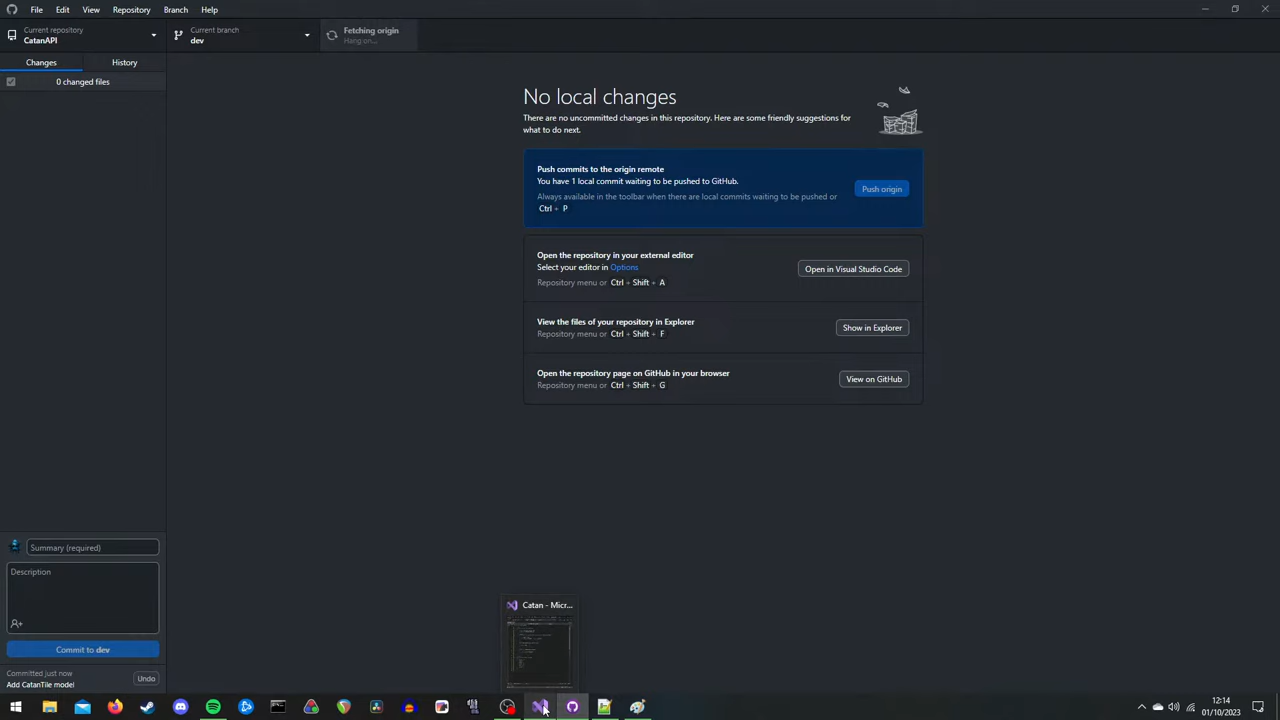 File Edit View Repository Branch Help
Current repository
CatanAPI
Current branch
dev
Fetching origin
Hang on...
Changes
History
0 changed files
No local changes
There are no uncommitted changes in this repository. Here are some friendly suggestions for
what to do next.
Push commits to the origin remote
You have 1 local commit waiting to be pushed to GitHub.
Always available in the toolbar when there are local commits waiting to be pushed or
Ctrl + P
Push origin
Open the repository in your external editor
Select your editor in Options
Repository menu or Ctrl + Shift + A
Open in Visual Studio Code
View the files of your repository in Explorer
Repository menu or Ctrl + Shift + F
Show in Explorer
Open the repository page on GitHub in your browser
Repository menu or Ctrl + Shift + G
View on GitHub
Summary (required)
Description
Commit to dev
Committed just now
Add CatanTile model
Undo
Catan - Micr...
12:14
01/10/2023